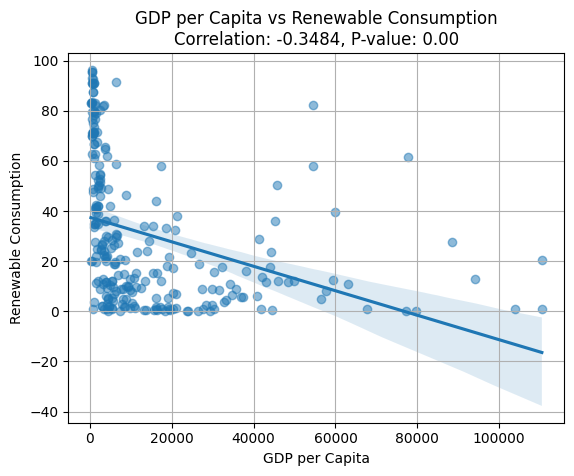 GDP per Capita vs Renewable Consumption
Correlation: -0.3484, P-value: 0.00
Renewable Consumption
100
80
60
40
20
0
−20
−40
0 20000 40000 60000 80000 100000
GDP per Capita